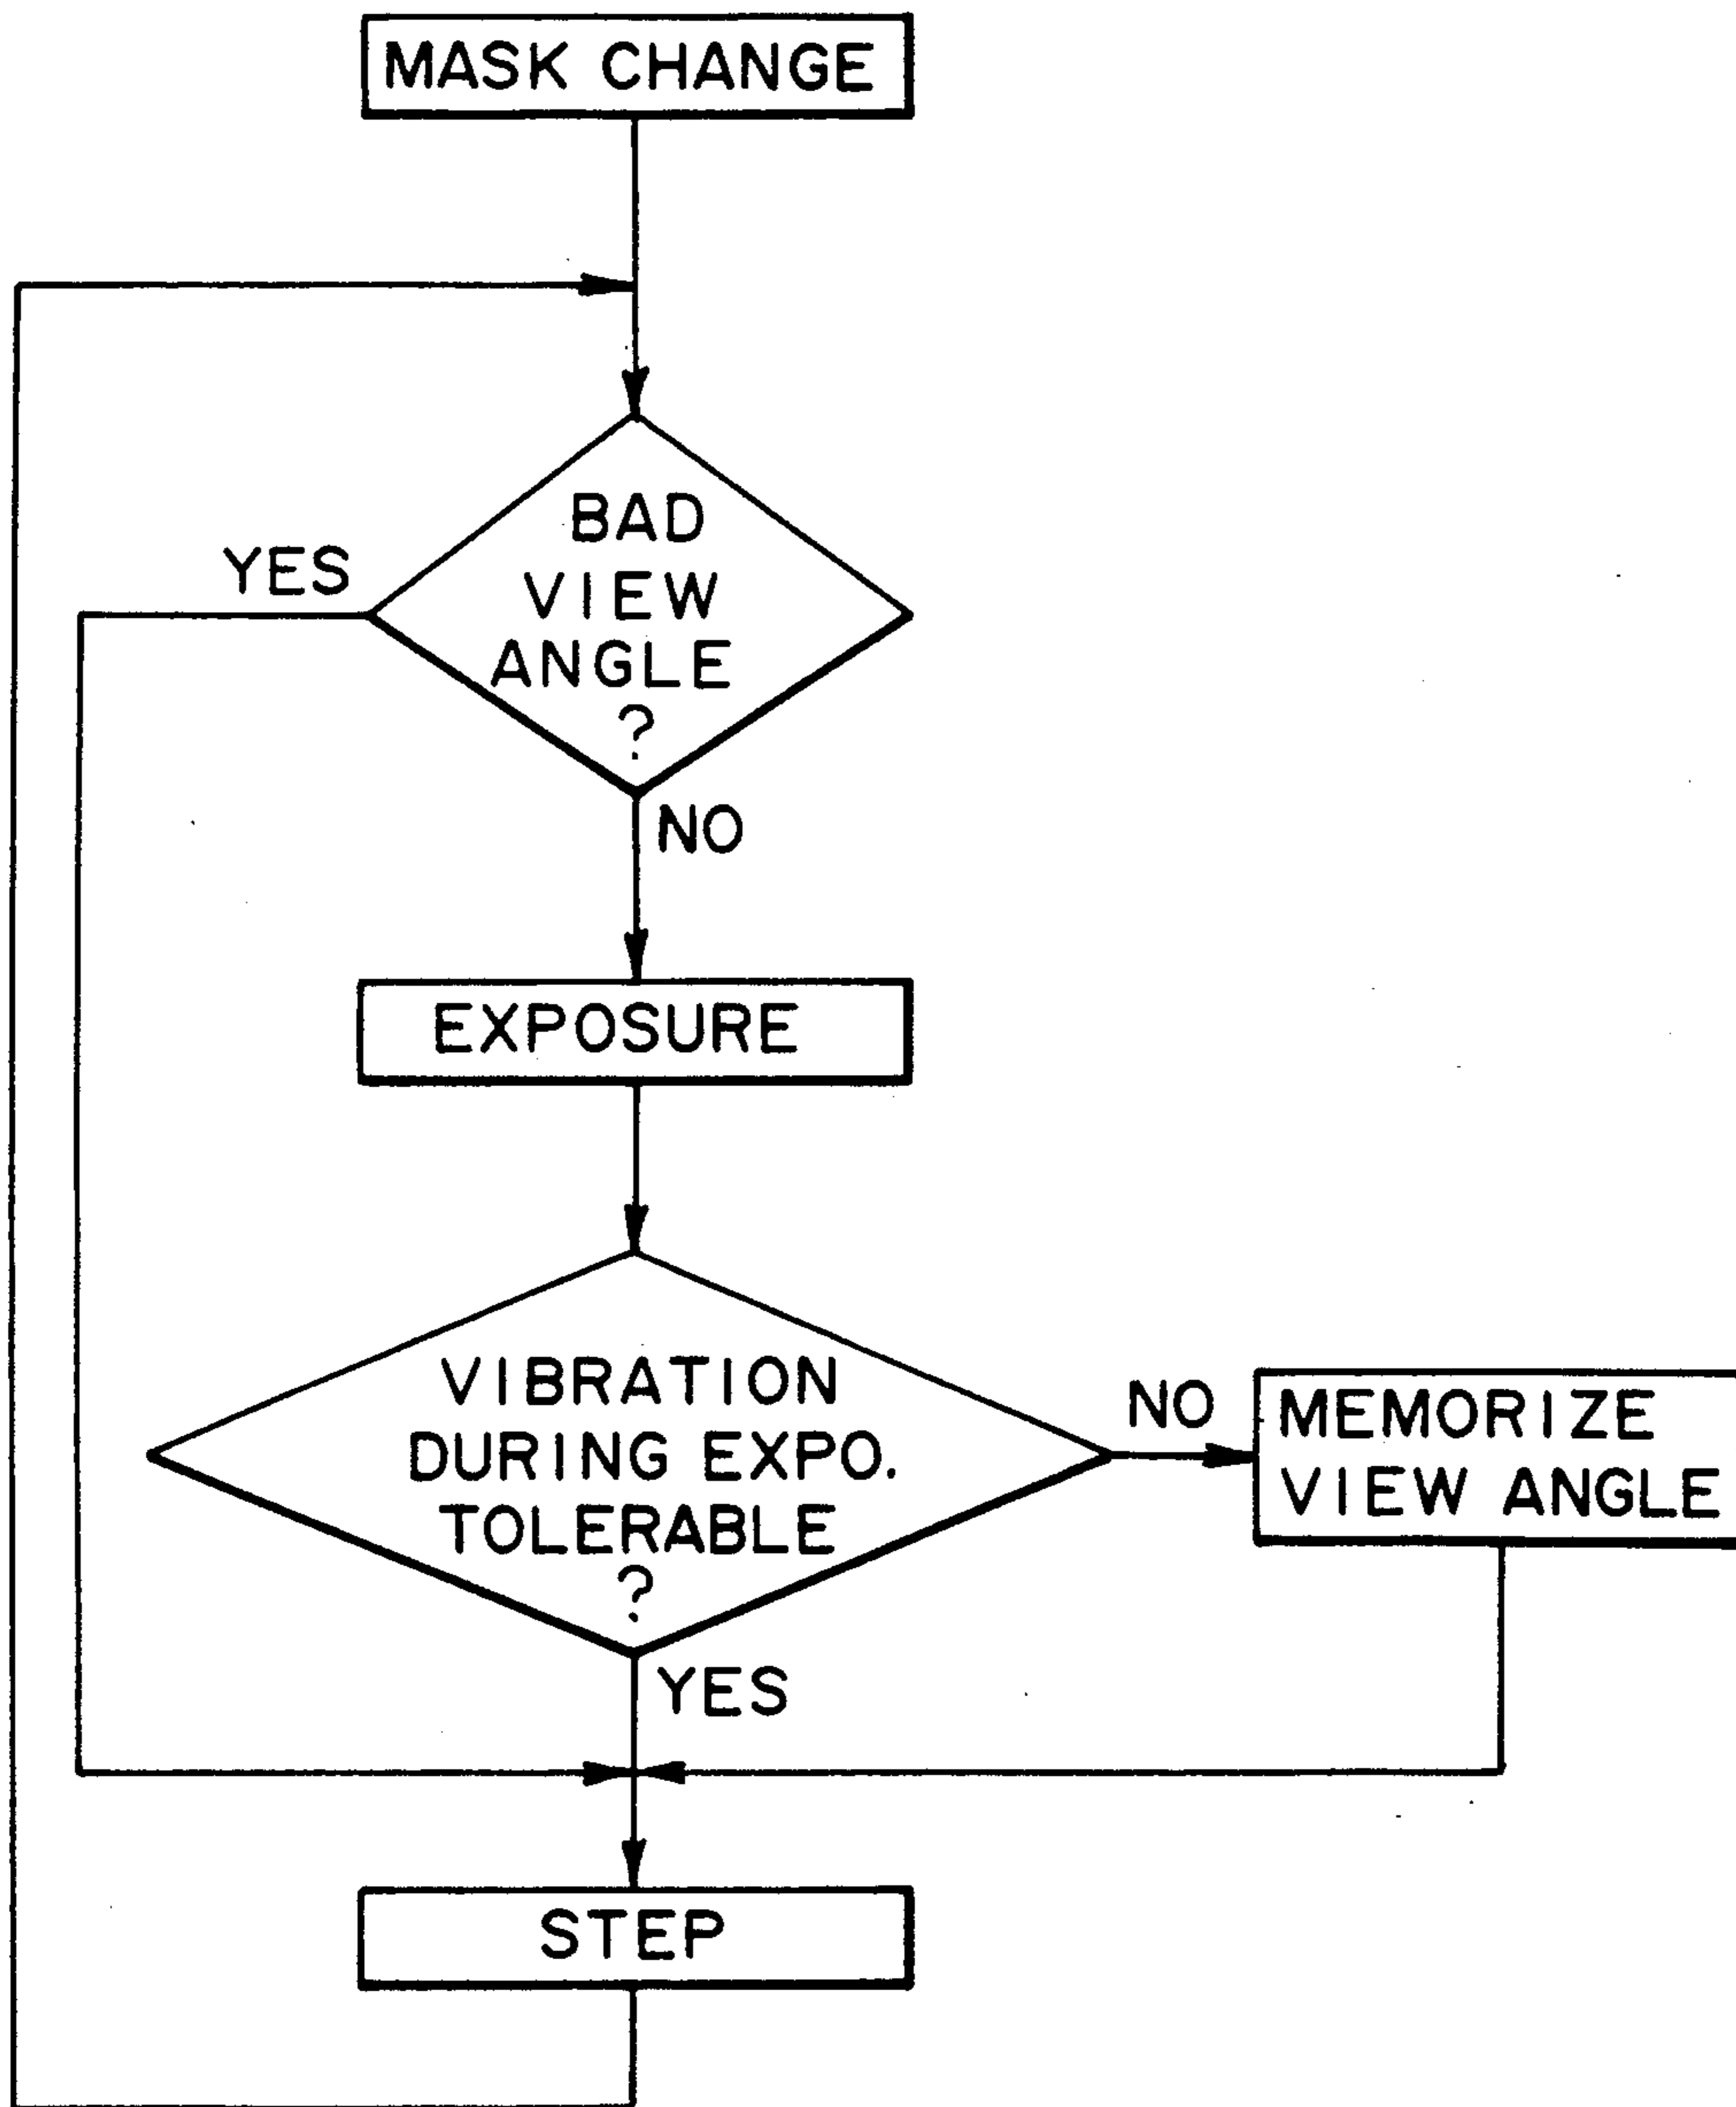 MASK CHANGE
BAD
VIEW
ANGLE
?
YES
NO
EXPOSURE
VIBRATION
DURING EXPO.
TOLERABLE
?
NO
MEMORIZE
VIEW ANGLE
YES
STEP